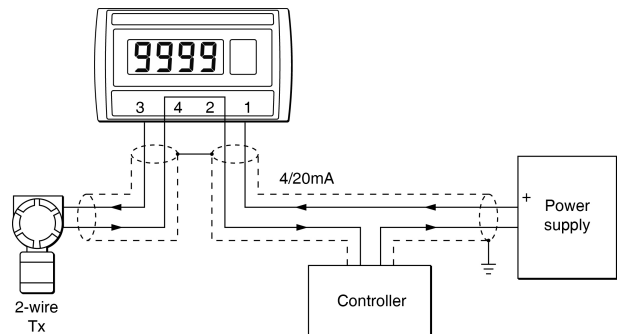 9999
3 4 2 1
4/20mA
+
Power
supply
2-wire
Tx
Controller